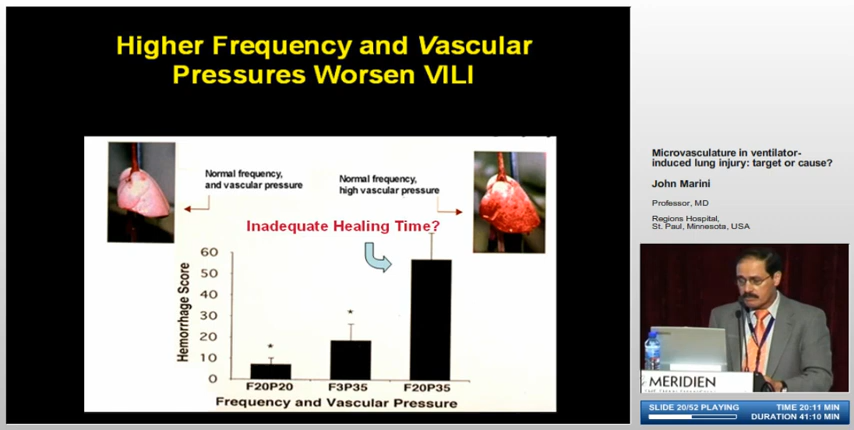 Higher Frequency and Vascular
Pressures Worsen VILI
Normal frequency,
and vascular pressure
Normal frequency,
high vascular pressure
Inadequate Healing Time?
Hemorrhage Score
60
50
40
30
20
10
0
*
*
F20P20
F3P35
F20P35
Frequency and Vascular Pressure
Microvasculature in ventilator-
induced lung injury: target or cause?
John Marini
Professor, MD
Regions Hospital,
St. Paul, Minnesota, USA
MERIDIEN
SLIDE 20/52 PLAYING
TIME 20:11 MIN
DURATION 41:10 MIN